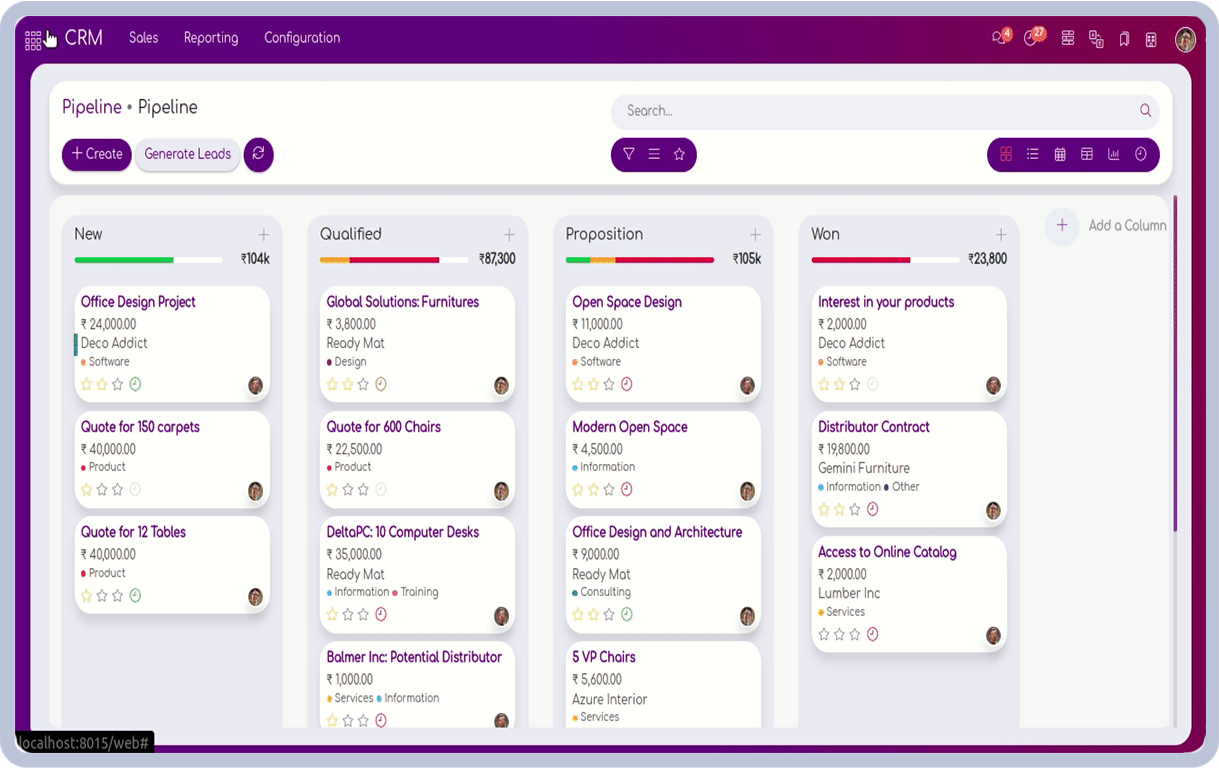 CRM Sales Reporting Configuration 4 27
Pipeline • Pipeline
Search...
+ Create Generate Leads
New +
₹104k
Office Design Project
₹ 24,000.00
Deco Addict
Software
Quote for 150 carpets
₹ 40,000.00
Product
Quote for 12 Tables
₹ 40,000.00
Product
Qualified +
₹87,300
Global Solutions: Furnitures
₹ 3,800.00
Ready Mat
Design
Quote for 600 Chairs
₹ 22,500.00
Product
DeltaPC: 10 Computer Desks
₹ 35,000.00
Ready Mat
Information Training
Balmer Inc: Potential Distributor
₹ 1,000.00
Services Information
Proposition +
₹105k
Open Space Design
₹ 11,000.00
Deco Addict
Software
Modern Open Space
₹ 4,500.00
Information
Office Design and Architecture
₹ 9,000.00
Ready Mat
Consulting
5 VP Chairs
₹ 5,600.00
Azure Interior
Services
Won +
₹23,800
Interest in your products
₹ 2,000.00
Deco Addict
Software
Distributor Contract
₹ 19,800.00
Gemini Furniture
Information Other
Access to Online Catalog
₹ 2,000.00
Lumber Inc
Services
+ Add a Column
localhost:8015/web#